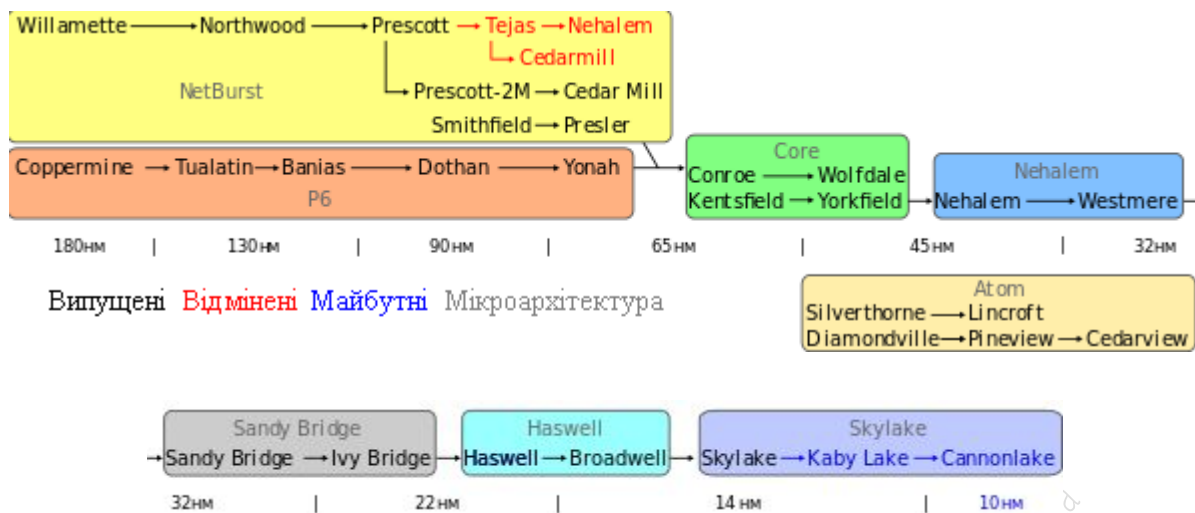 Willamette Northwood Prescott Tejas Nehalem
Cedarmill
NetBurst Prescott-2M Cedar Mill
Smithfield Presler
Coppermine Tualatin Banias Dothan Yonah
P6
Core
Conroe Wolfdale
Kentsfield Yorkfield
Nehalem
Nehalem Westmere
180нм | 130нм | 90нм | 65нм | 45нм | 32нм
Випущені Відмінені Майбутні Мікроархітектура
Atom
Silverthorne Lincroft
Diamondville Pineview Cedarview
Sandy Bridge Haswell Skylake
Sandy Bridge Ivy Bridge Haswell Broadwell Skylake Kaby Lake Cannonlake
32нм | 22нм | 14 нм | 10нм